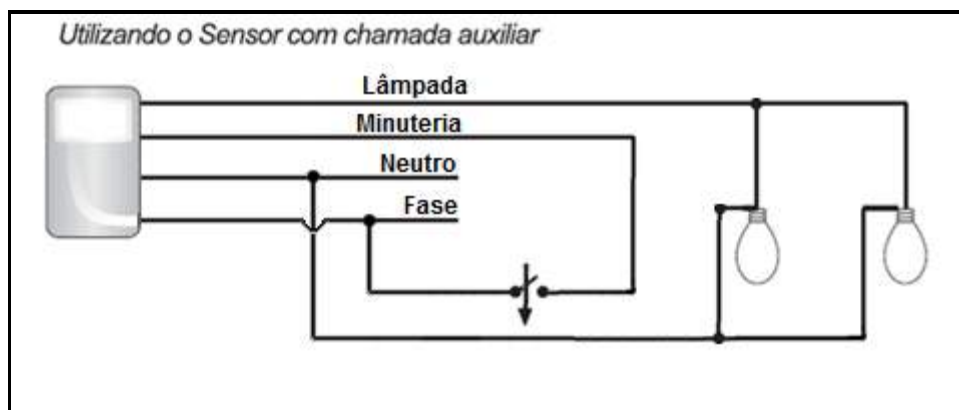 Utilizando o Sensor com chamada auxiliar
Lâmpada
Minuteria
Neutro
Fase